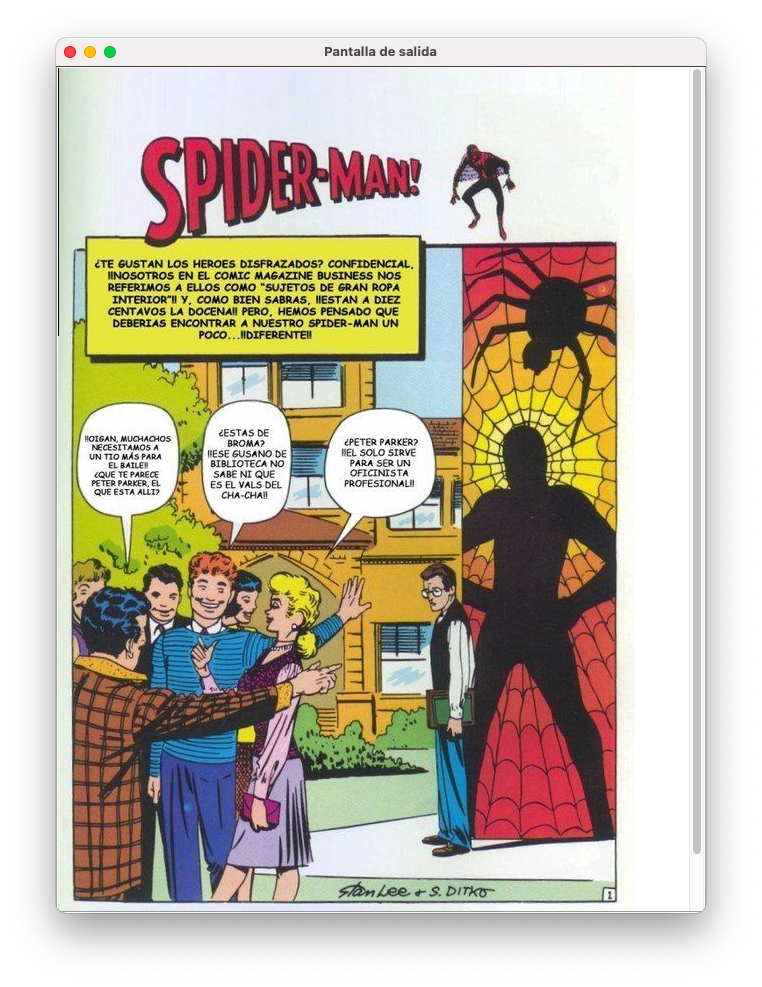 Pantalla de salida
SPIDER-MAN!
¿TE GUSTAN LOS HEROES DISFRAZADOS? CONFIDENCIAL,
!!NOSOTROS EN EL COMIC MAGAZINE BUSINESS NOS
REFERIMOS A ELLOS COMO "SUJETOS DE GRAN ROPA
INTERIOR"!! Y, COMO BIEN SABRAS, !!ESTAN A DIEZ
CENTAVOS LA DOCENA!! PERO, HEMOS PENSADO QUE
DEBERIAS ENCONTRAR A NUESTRO SPIDER-MAN UN
POCO...!!DIFERENTE!!
!!OIGAN, MUCHACHOS
NECESITAMOS A
UN TIO MÁS PARA
EL BAILE!!
¿QUE TE PARECE
PETER PARKER, EL
QUE ESTA ALLI?
¿ESTAS DE
BROMA?
!!ESE GUSANO DE
BIBLIOTECA NO
SABE NI QUE
ES EL VALS DEL
CHA-CHA!!
¿PETER PARKER?
!!EL SOLO SIRVE
PARA SER UN
OFICINISTA
PROFESIONAL!!
Stan Lee + S. DITKO
1